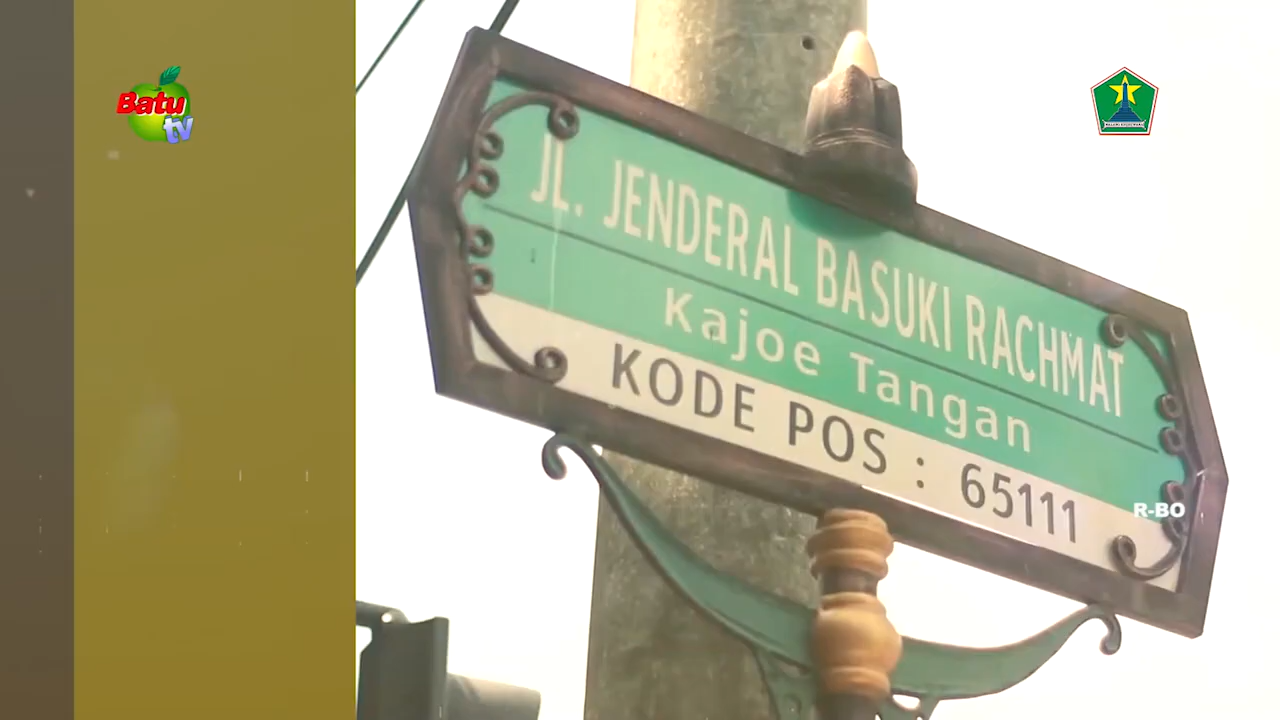 Batu
tv
JL. JENDERAL BASUKI RACHMAT
Kajoe Tangan
KODE POS : 65111
R-BO